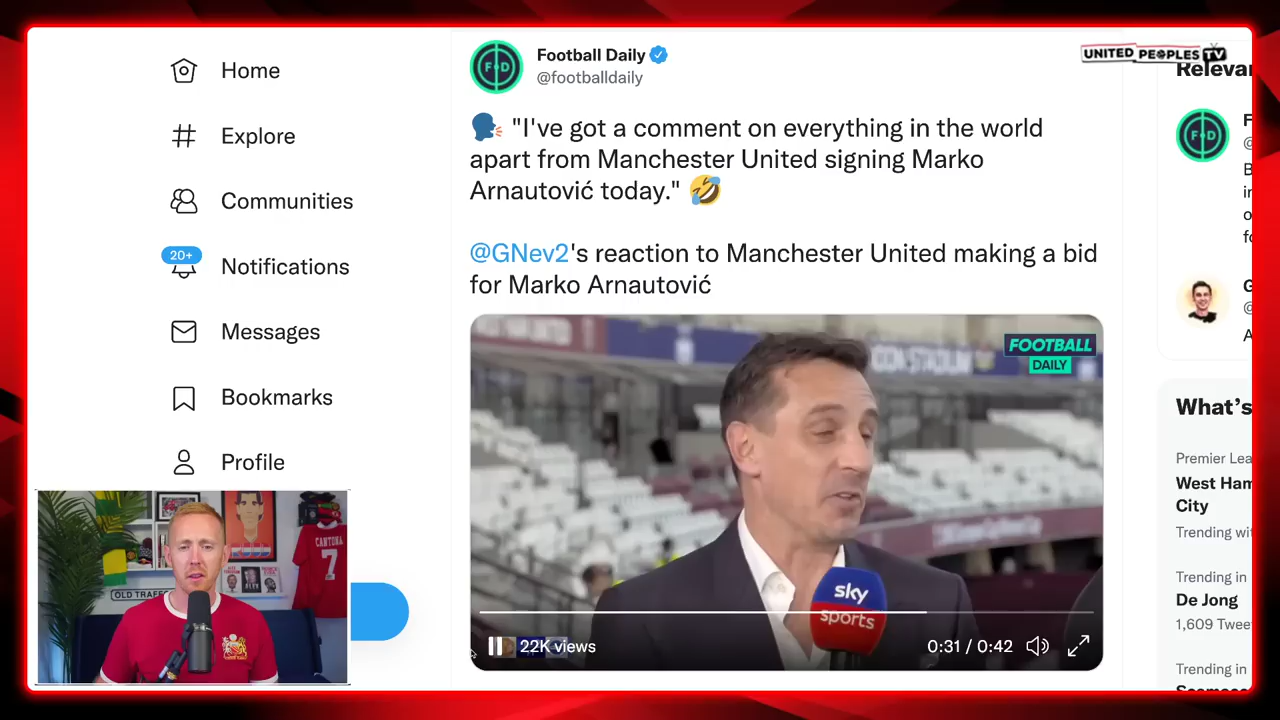 UNITED PEOPLES TV
Home
Explore
Communities
20+
Notifications
Messages
Bookmarks
Profile
Football Daily
@footballdaily
F D
"I've got a comment on everything in the world
apart from Manchester United signing Marko
Arnautović today."
@GNev2's reaction to Manchester United making a bid
for Marko Arnautović
FOOTBALL
DAILY
sky
sports
22K views
0:31 / 0:42
CANTONA
7
OLD TRAFFO
Relevan
F D
What's
Premier Lea
West Ham
City
Trending wit
Trending in
De Jong
1,609 Twee
Trending in